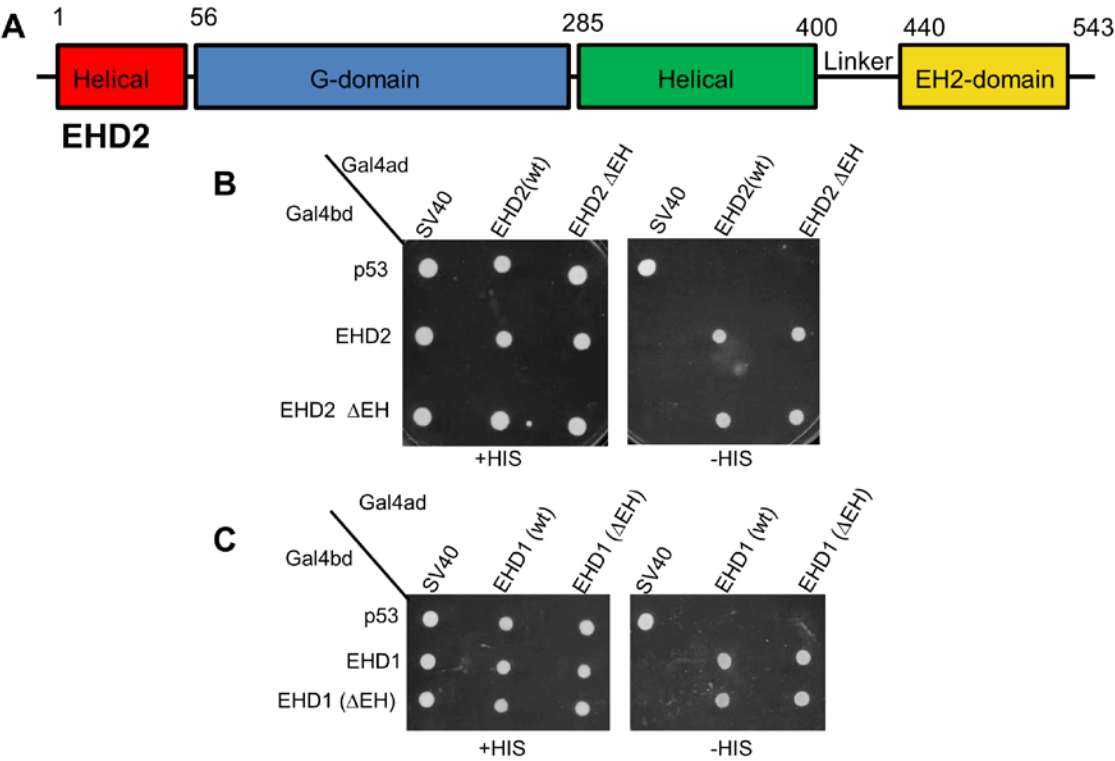 A
1 56 285 400 440 543
Helical G-domain Helical Linker EH2-domain
EHD2
B
Gal4ad
Gal4bd
SV40 EHD2(wt) EHD2 ΔEH SV40 EHD2(wt) EHD2 ΔEH
p53
EHD2
EHD2 ΔEH
+HIS -HIS
C
Gal4ad
Gal4bd
SV40 EHD1 (wt) EHD1 (ΔEH) SV40 EHD1 (wt) EHD1 (ΔEH)
p53
EHD1
EHD1 (ΔEH)
+HIS -HIS